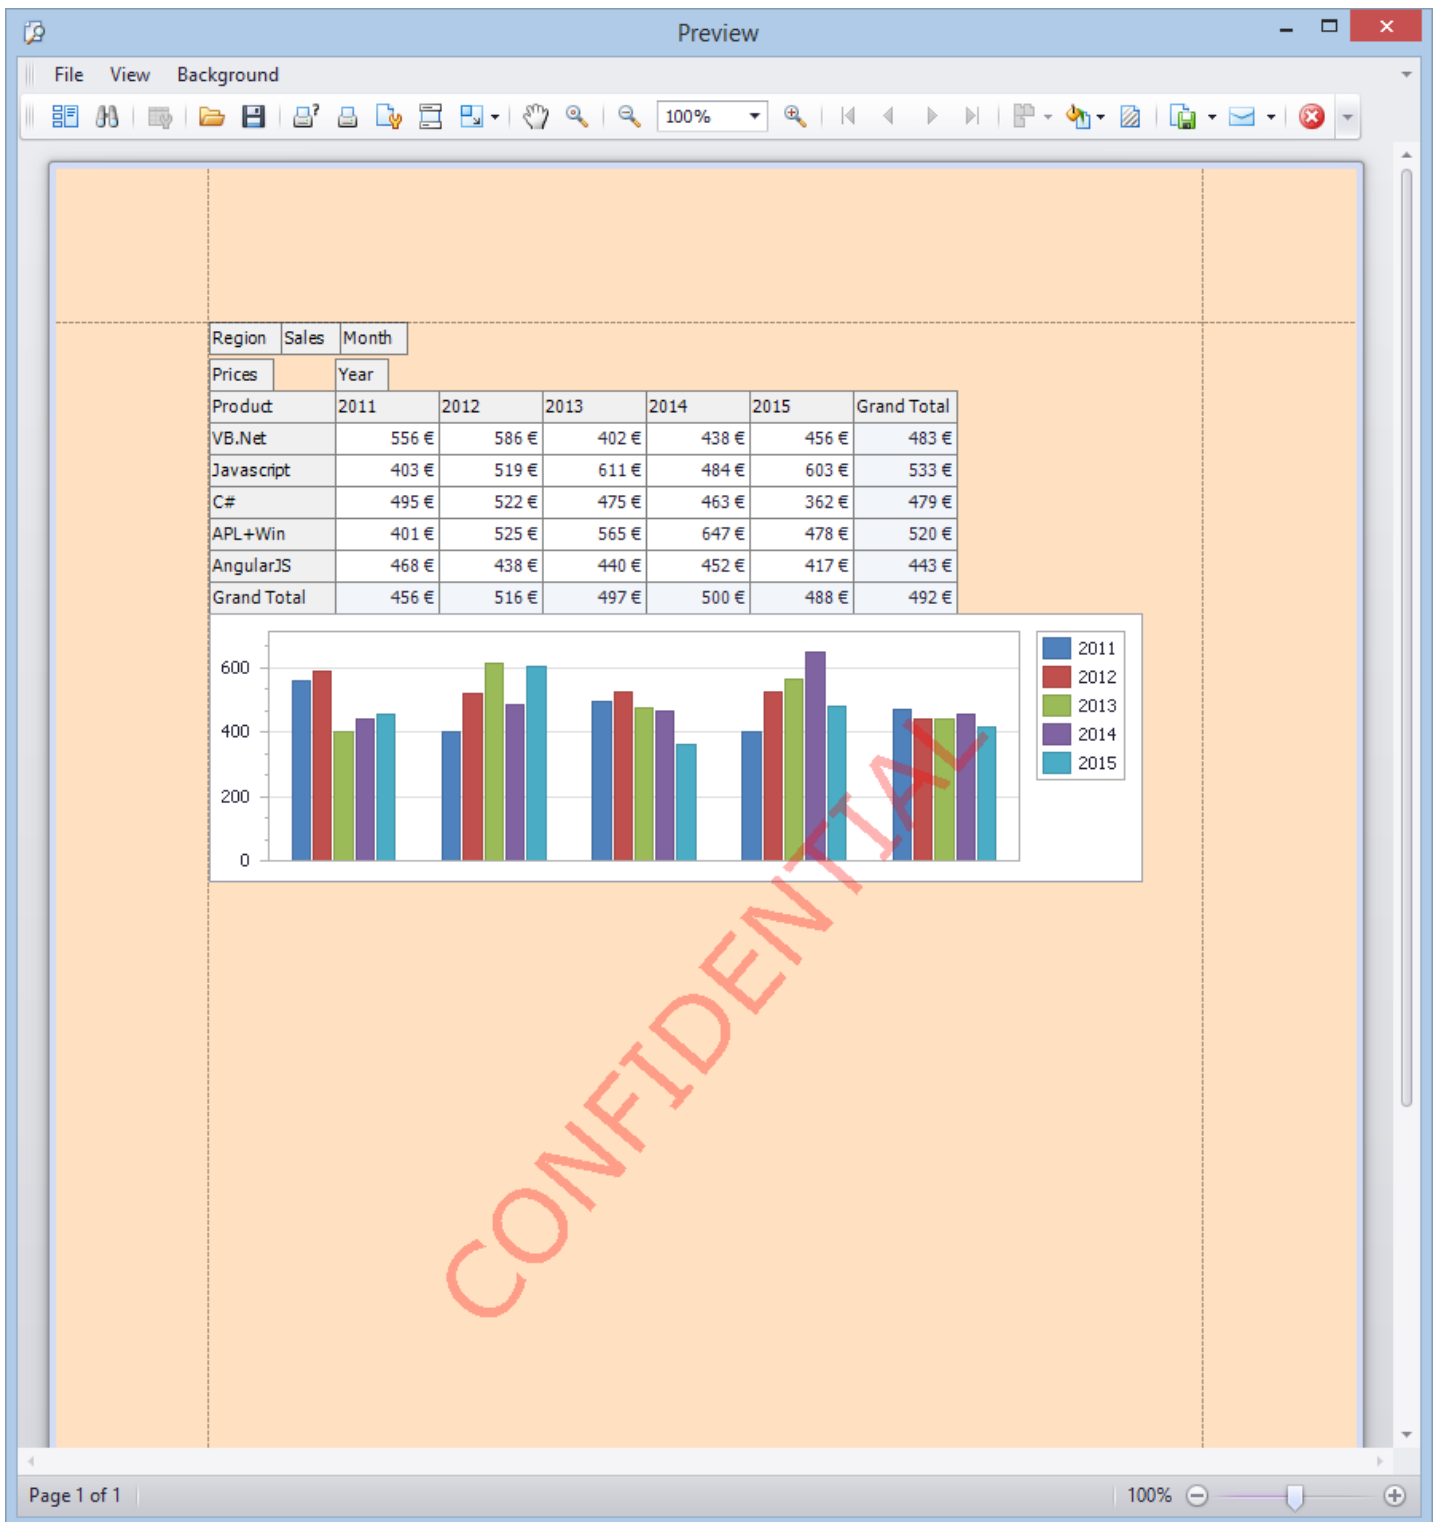 Preview
File View Background
100%
Region Sales Month
Prices Year
Product 2011 2012 2013 2014 2015 Grand Total
VB.Net 556 € 586 € 402 € 438 € 456 € 483 €
Javascript 403 € 519 € 611 € 484 € 603 € 533 €
C# 495 € 522 € 475 € 463 € 362 € 479 €
APL+Win 401 € 525 € 565 € 647 € 478 € 520 €
AngularJS 468 € 438 € 440 € 452 € 417 € 443 €
Grand Total 456 € 516 € 497 € 500 € 488 € 492 €
600
400
200
0
2011
2012
2013
2014
2015
CONFIDENTIAL
Page 1 of 1 100%